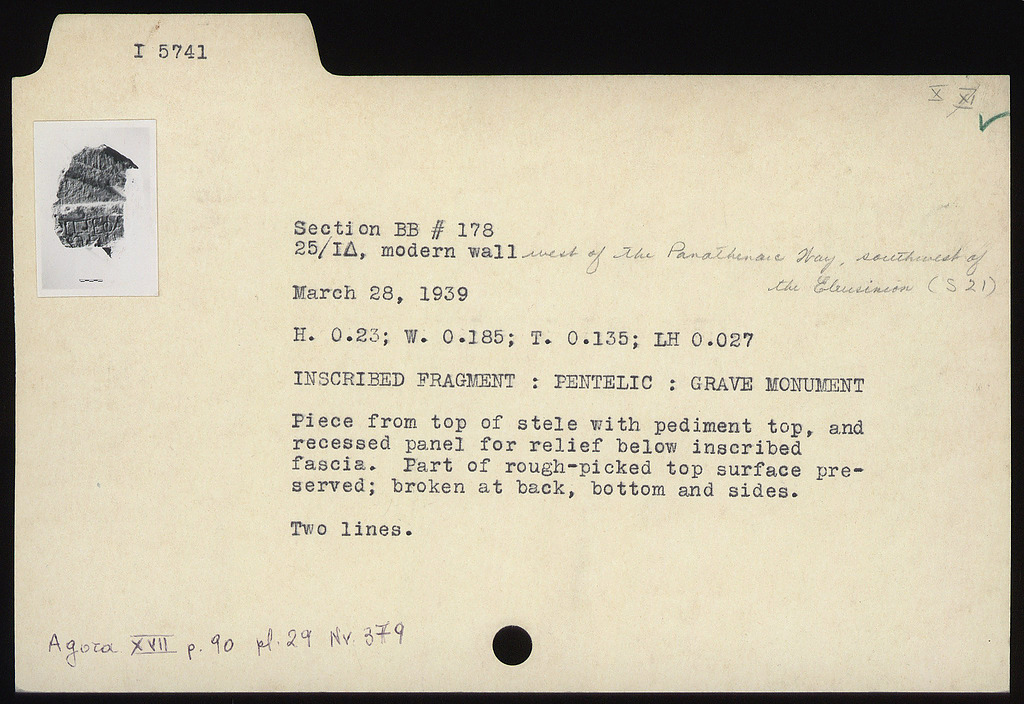 I 5741
X XI
Section BB # 178
25/IΔ, modern wall west of the Panathenaic Way, southwest of
the Eleusinion (S 21)
March 28, 1939
H. 0.23; W. 0.185; T. 0.135; LH 0.027
INSCRIBED FRAGMENT : PENTELIC : GRAVE MONUMENT
Piece from top of stele with pediment top, and
recessed panel for relief below inscribed
fascia. Part of rough-picked top surface pre-
served; broken at back, bottom and sides.
Two lines.
Agora XVII p. 90 pl. 29 Nv. 379